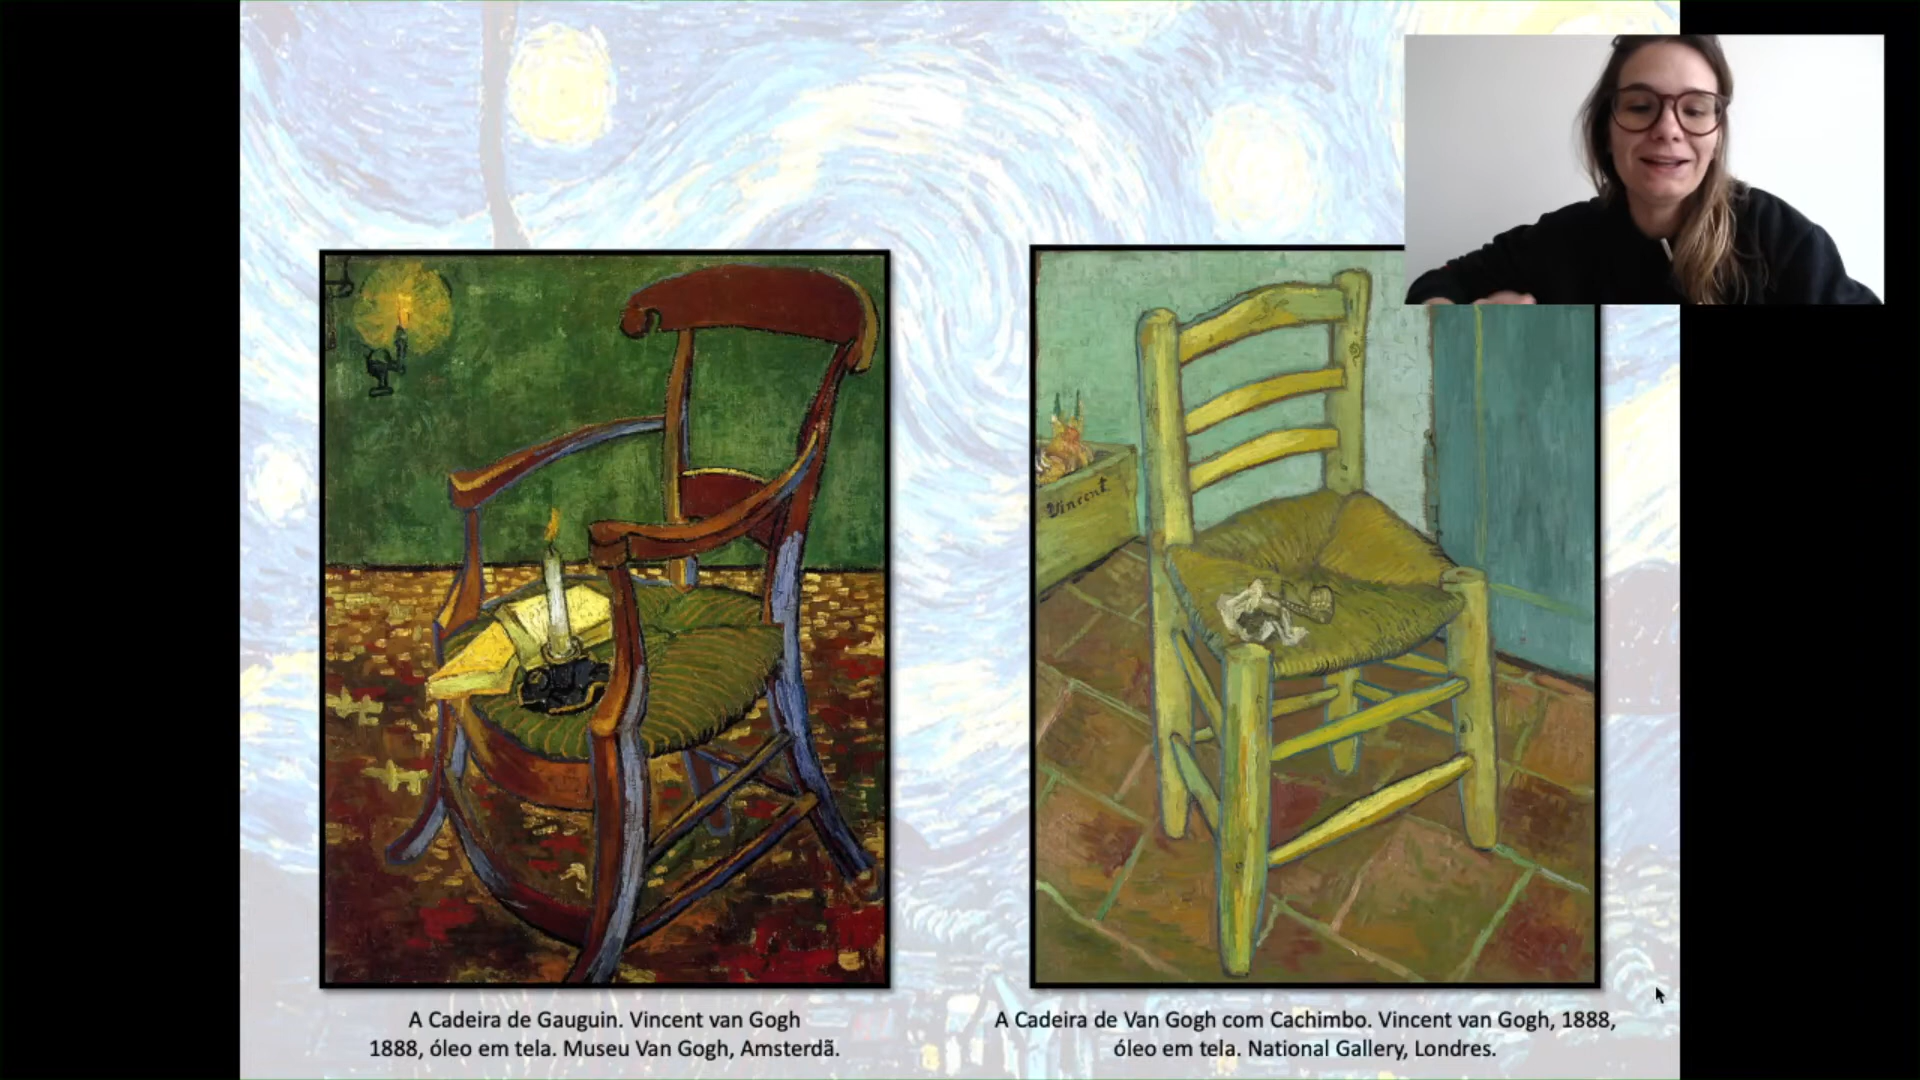 Vincent
A Cadeira de Gauguin. Vincent van Gogh
1888, óleo em tela. Museu Van Gogh, Amsterdã.
A Cadeira de Van Gogh com Cachimbo. Vincent van Gogh, 1888,
óleo em tela. National Gallery, Londres.